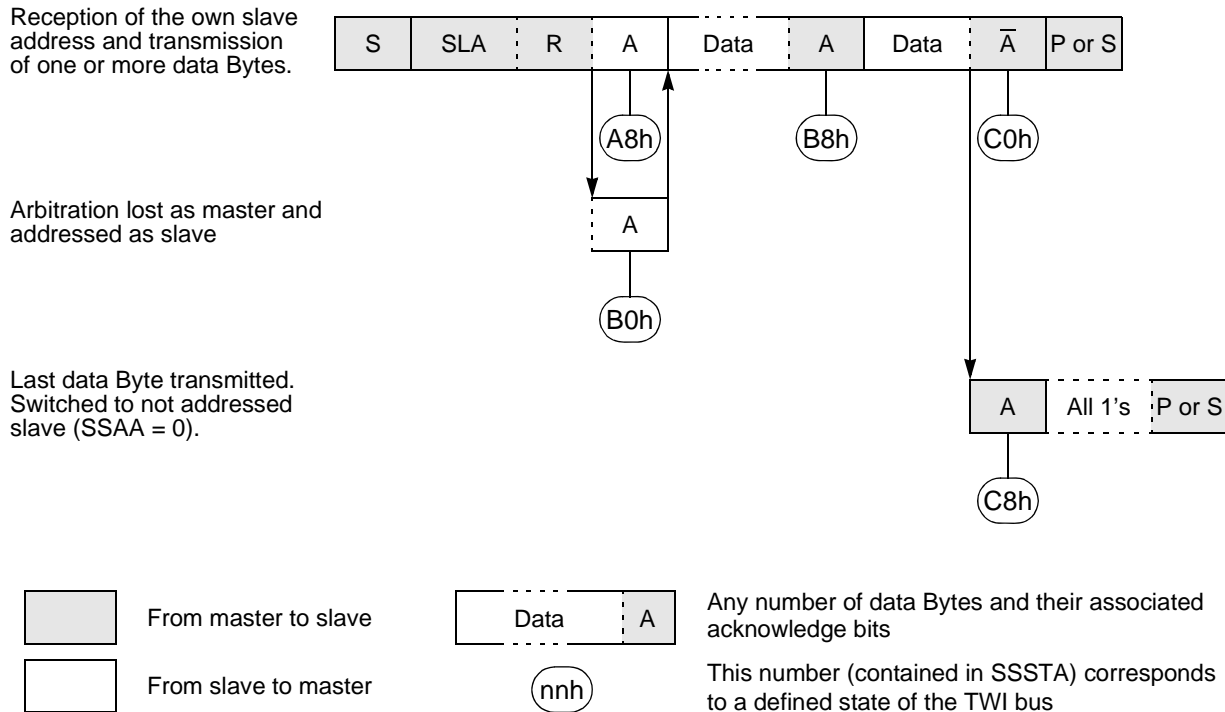 Reception of the own slave
address and transmission
of one or more data Bytes.
S SLA R A Data A Data A̅ P or S
A8h B8h C0h
Arbitration lost as master and
addressed as slave
A
B0h
Last data Byte transmitted.
Switched to not addressed
slave (SSAA = 0).
A All 1's P or S
C8h
From master to slave
Data A
Any number of data Bytes and their associated
acknowledge bits
From slave to master
nnh
This number (contained in SSSTA) corresponds
to a defined state of the TWI bus